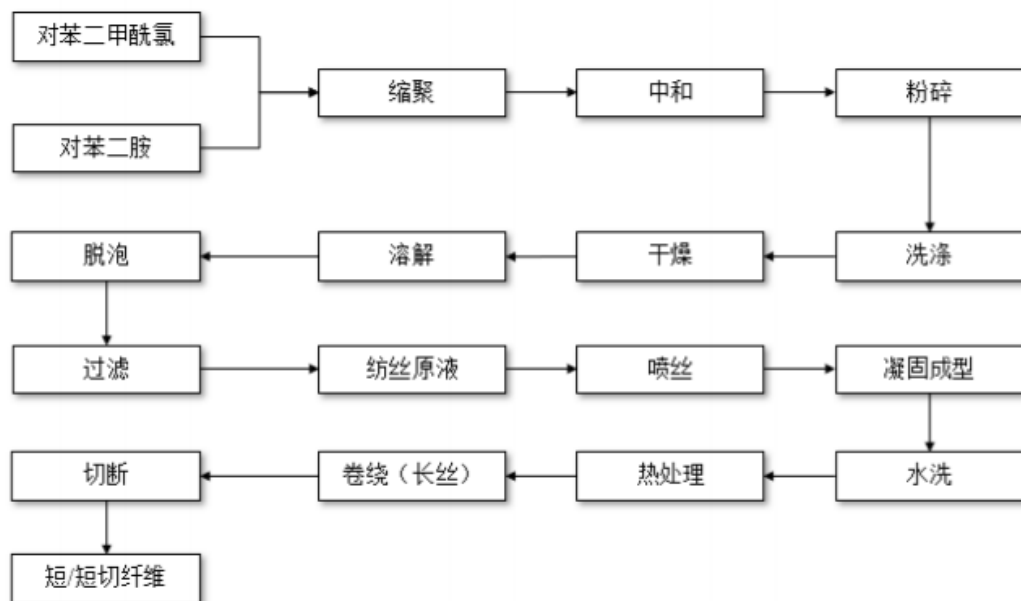 对苯二甲酰氯
缩聚
中和
粉碎
对苯二胺
脱泡
溶解
干燥
洗涤
过滤
纺丝原液
喷丝
凝固成型
切断
卷绕（长丝）
热处理
水洗
短/短切纤维